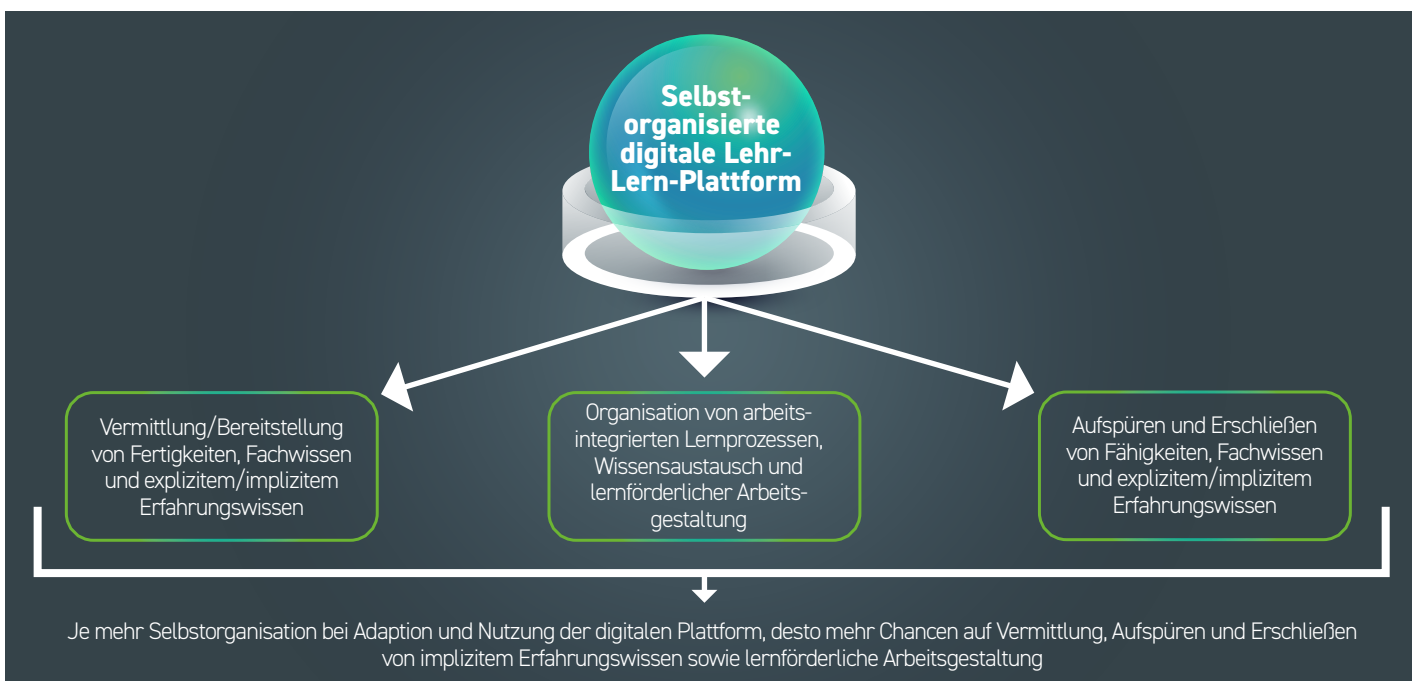 Selbst-
organisierte
digitale Lehr-
Lern-Plattform
Vermittlung/Bereitstellung
von Fertigkeiten, Fachwissen
und explizitem/implizitem
Erfahrungswissen
Organisation von arbeits-
integrierten Lernprozessen,
Wissensaustausch und
lernförderlicher Arbeits-
gestaltung
Aufspüren und Erschließen
von Fähigkeiten, Fachwissen
und explizitem/implizitem
Erfahrungswissen
Je mehr Selbstorganisation bei Adaption und Nutzung der digitalen Plattform, desto mehr Chancen auf Vermittlung, Aufspüren und Erschließen
von implizitem Erfahrungswissen sowie lernförderliche Arbeitsgestaltung